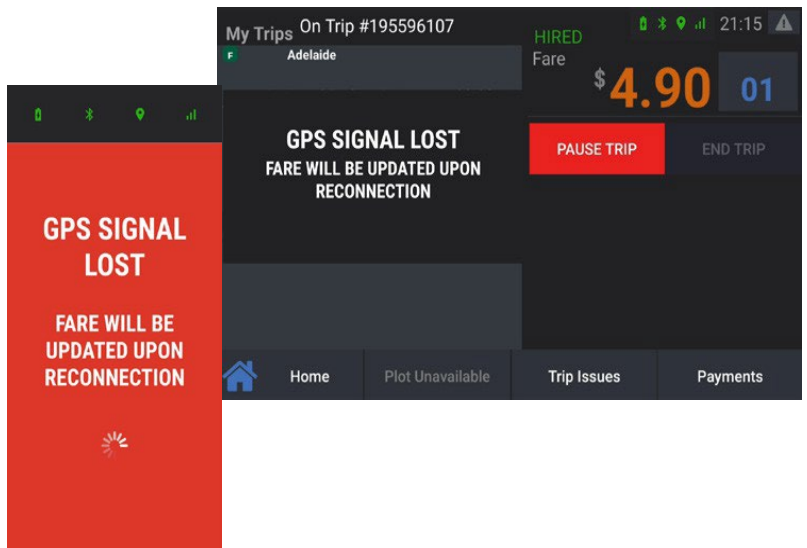 GPS SIGNAL
LOST
FARE WILL BE
UPDATED UPON
RECONNECTION
My Trips On Trip #195596107
F Adelaide
GPS SIGNAL LOST
FARE WILL BE UPDATED UPON
RECONNECTION
HIRED 21:15
Fare
$4.90 01
PAUSE TRIP END TRIP
Home Plot Unavailable Trip Issues Payments